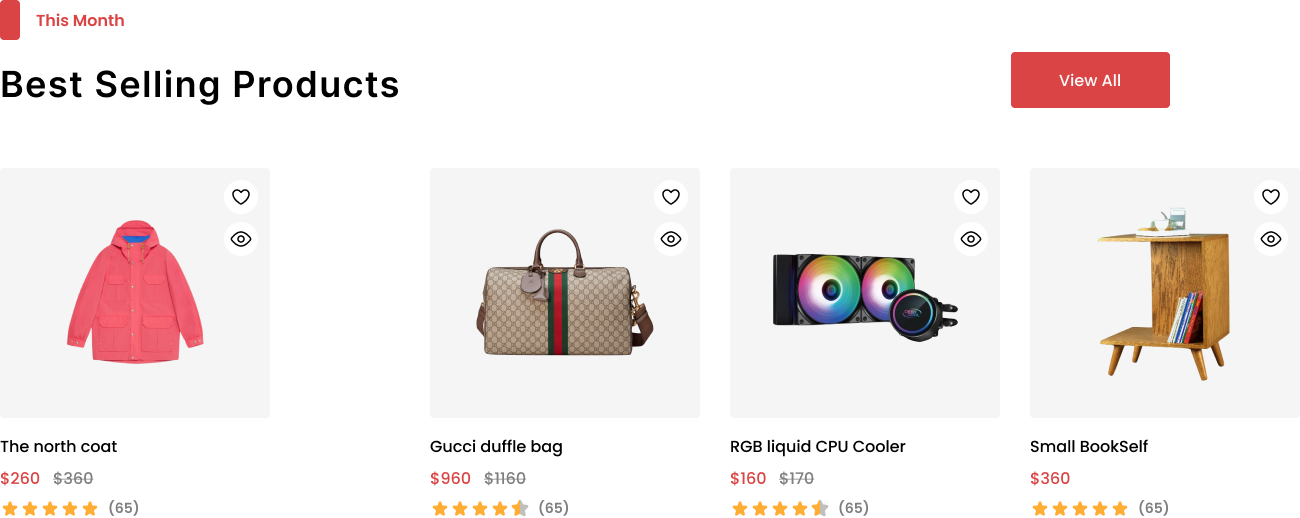 This Month
Best Selling Products
View All
The north coat
$260 $360
(65)
Gucci duffle bag
$960 $1160
(65)
RGB liquid CPU Cooler
$160 $170
(65)
Small BookSelf
$360
(65)